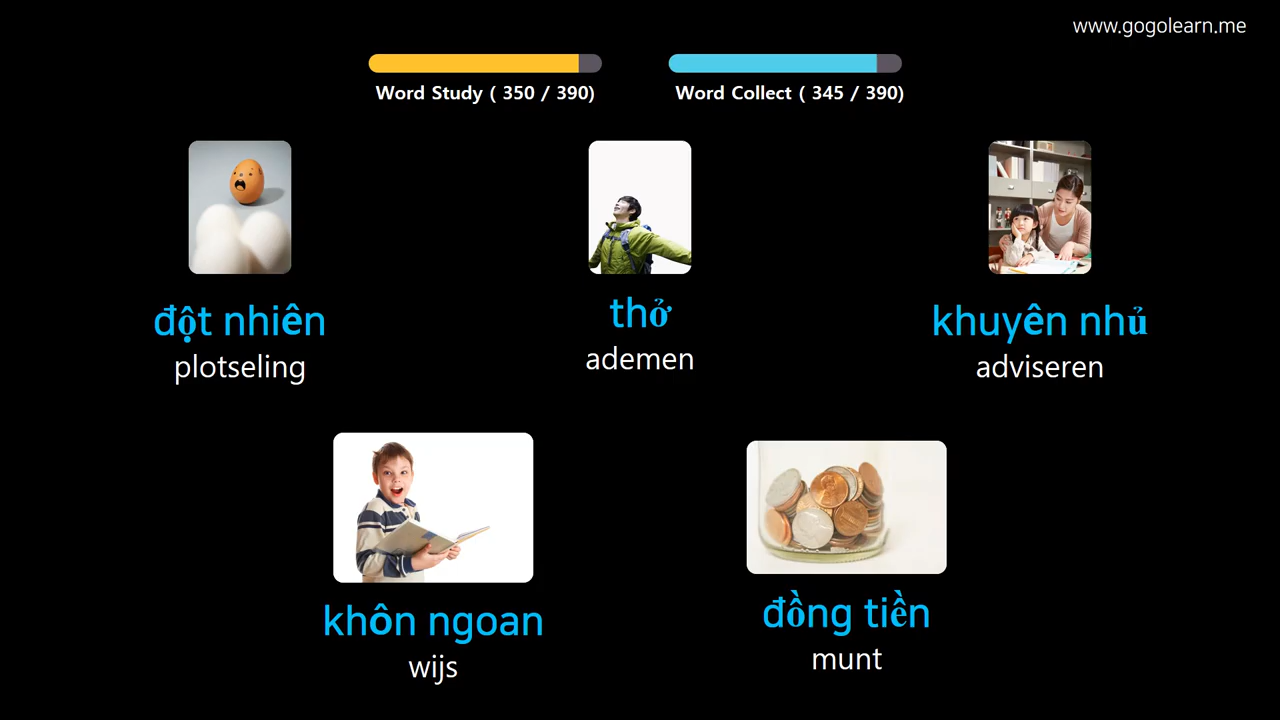 www.gogolearn.me
Word Study ( 350 / 390)
Word Collect ( 345 / 390)
đột nhiên
plotseling
thở
ademen
khuyên nhủ
adviseren
khôn ngoan
wijs
đồng tiền
munt